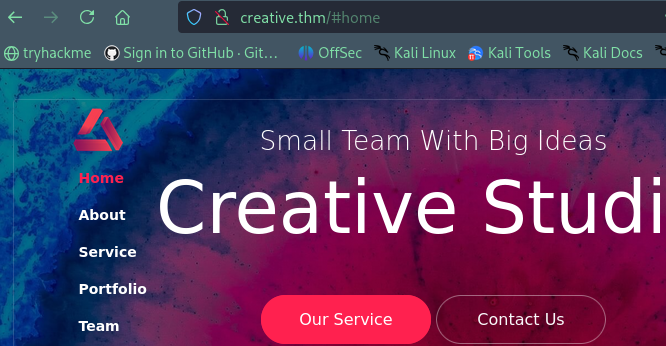 creative.thm/#home
tryhackme Sign in to GitHub · Git… OffSec Kali Linux Kali Tools Kali Docs
Small Team With Big Ideas
Creative Studi
Home
About
Service
Portfolio
Team
Our Service Contact Us